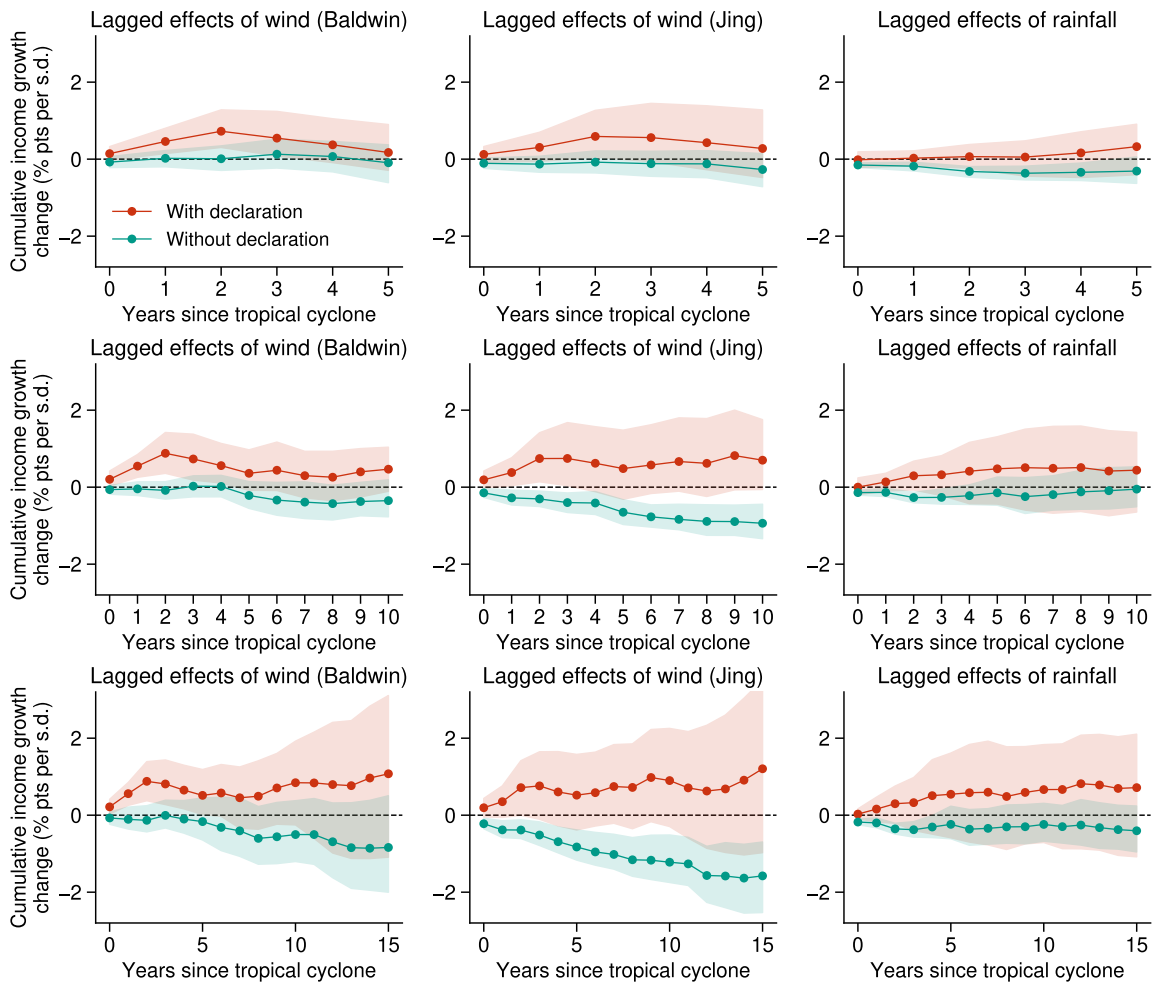 Lagged effects of wind (Baldwin)
Lagged effects of wind (Jing)
Lagged effects of rainfall
Cumulative income growth
change (% pts per s.d.)
2
0
−2
With declaration
Without declaration
0 1 2 3 4 5
Years since tropical cyclone
2
0
−2
0 1 2 3 4 5
Years since tropical cyclone
2
0
−2
0 1 2 3 4 5
Years since tropical cyclone
Lagged effects of wind (Baldwin)
Lagged effects of wind (Jing)
Lagged effects of rainfall
Cumulative income growth
change (% pts per s.d.)
2
0
−2
0 1 2 3 4 5 6 7 8 9 10
Years since tropical cyclone
2
0
−2
0 1 2 3 4 5 6 7 8 9 10
Years since tropical cyclone
2
0
−2
0 1 2 3 4 5 6 7 8 9 10
Years since tropical cyclone
Lagged effects of wind (Baldwin)
Lagged effects of wind (Jing)
Lagged effects of rainfall
Cumulative income growth
change (% pts per s.d.)
2
0
−2
0 5 10 15
Years since tropical cyclone
2
0
−2
0 5 10 15
Years since tropical cyclone
2
0
−2
0 5 10 15
Years since tropical cyclone